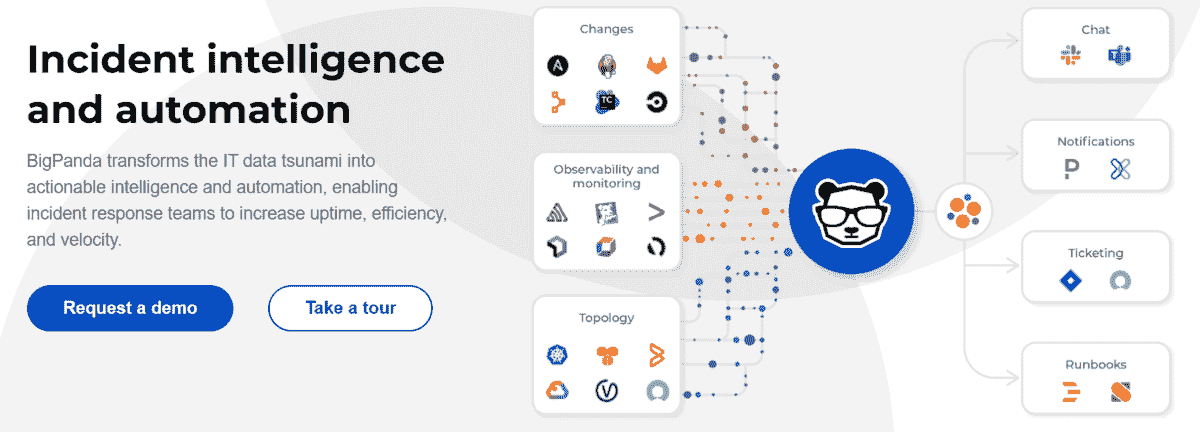 Incident intelligence
and automation
BigPanda transforms the IT data tsunami into
actionable intelligence and automation, enabling
incident response teams to increase uptime, efficiency,
and velocity.
Request a demo
Take a tour
Changes
TC
Observability and
monitoring
Topology
Chat
Notifications
Ticketing
Runbooks